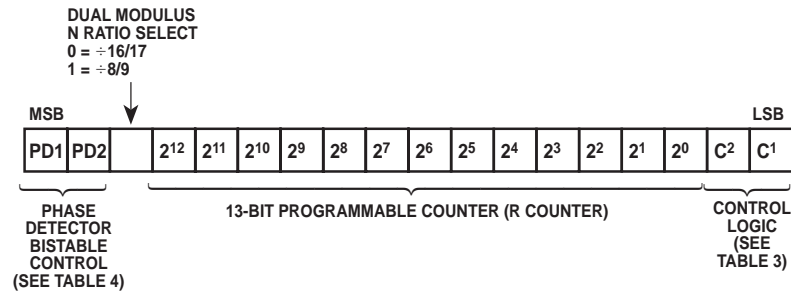 DUAL MODULUS
N RATIO SELECT
0 = ÷16/17
1 = ÷8/9
MSB
LSB
PD1 PD2 2¹² 2¹¹ 2¹⁰ 2⁹ 2⁸ 2⁷ 2⁶ 2⁵ 2⁴ 2³ 2² 2¹ 2⁰ C² C¹
PHASE
DETECTOR
BISTABLE
CONTROL
(SEE TABLE 4)
13-BIT PROGRAMMABLE COUNTER (R COUNTER)
CONTROL
LOGIC
(SEE
TABLE 3)